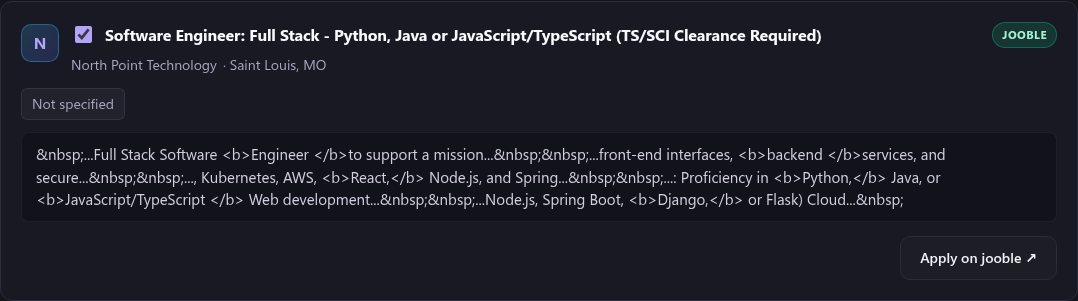 N
Software Engineer: Full Stack - Python, Java or JavaScript/TypeScript (TS/SCI Clearance Required)
JOOBLE
North Point Technology · Saint Louis, MO
Not specified
&nbsp;...Full Stack Software <b>Engineer </b>to support a mission...&nbsp;&nbsp;...front-end interfaces, <b>backend </b>services, and
secure...&nbsp;&nbsp;..., Kubernetes, AWS, <b>React,</b> Node.js, and Spring...&nbsp;&nbsp;...: Proficiency in <b>Python,</b> Java, or
<b>JavaScript/TypeScript </b> Web development...&nbsp;&nbsp;...Node.js, Spring Boot, <b>Django,</b> or Flask) Cloud...&nbsp;
Apply on jooble ↗